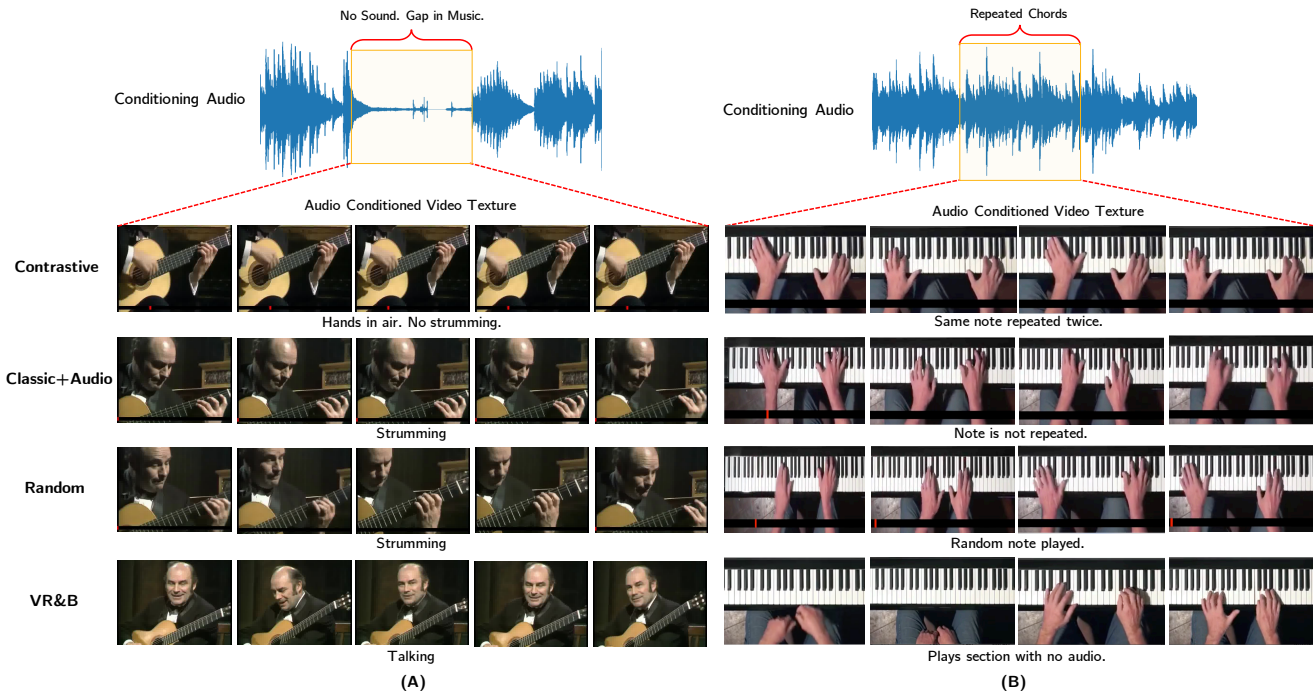 No Sound. Gap in Music.
Conditioning Audio
Audio Conditioned Video Texture
Contrastive
Hands in air. No strumming.
Classic+Audio
Strumming
Random
Strumming
VR&B
Talking
(A)
Repeated Chords
Conditioning Audio
Audio Conditioned Video Texture
Same note repeated twice.
Note is not repeated.
Random note played.
Plays section with no audio.
(B)